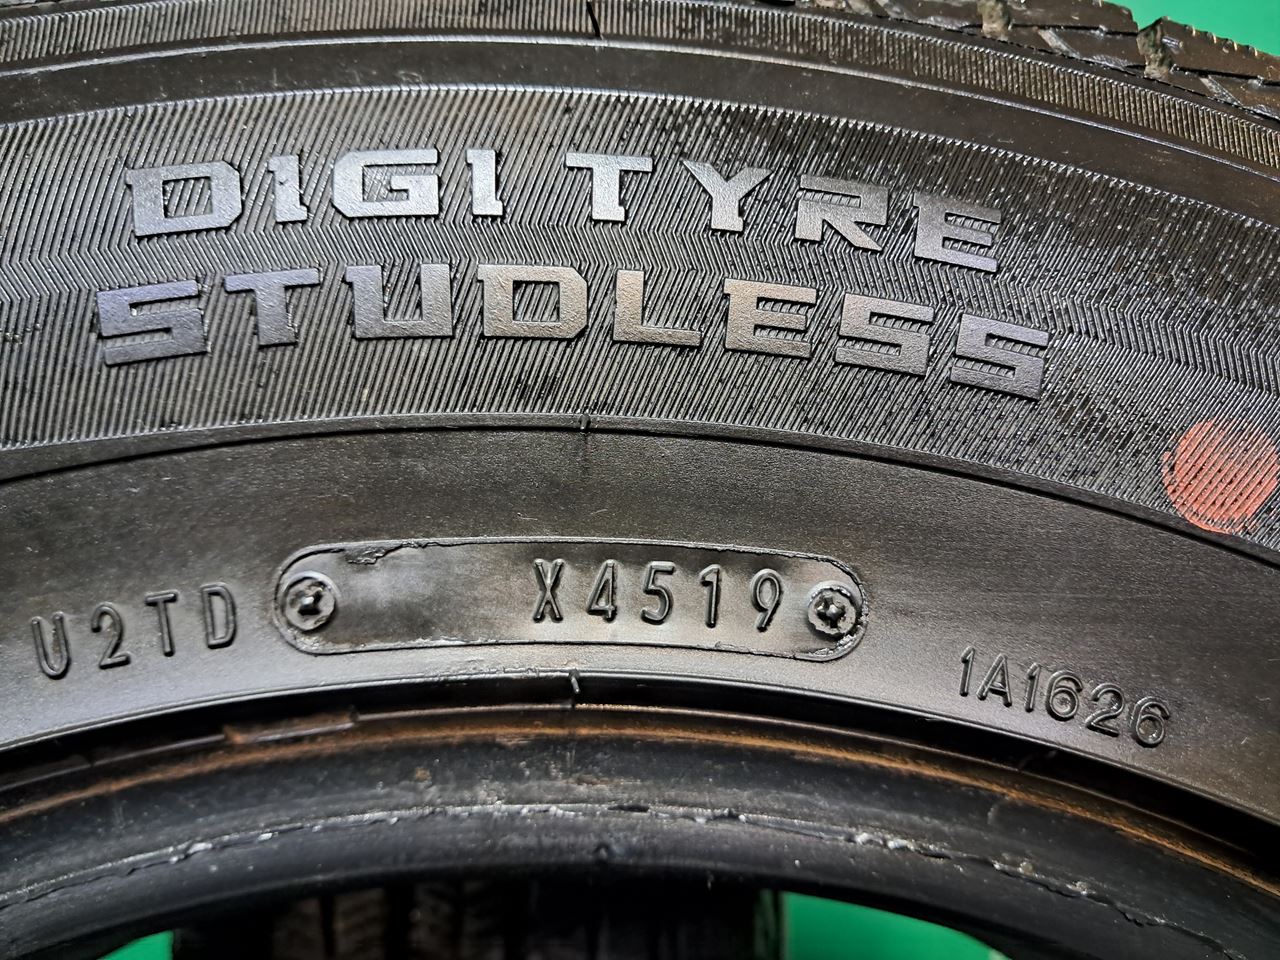 DIGI TYRE
STUDLESS
U2TD X4519
1A1626